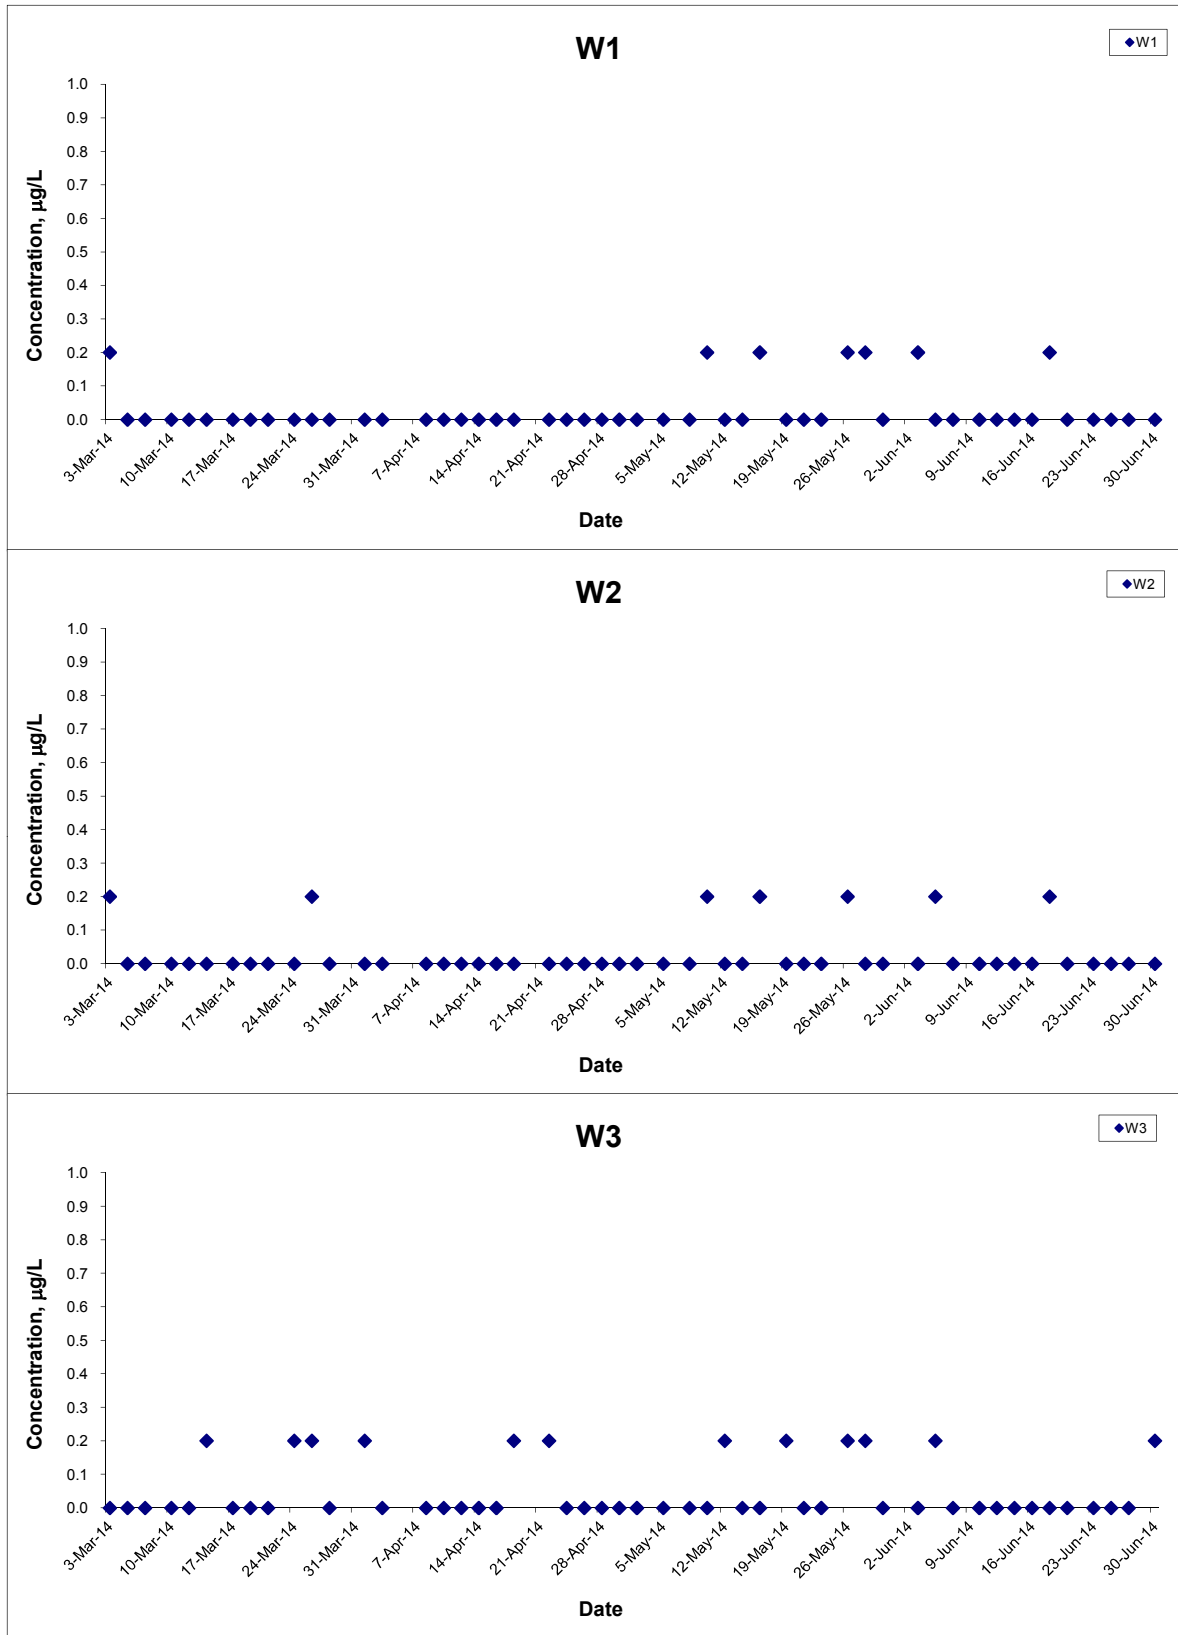 W1
W1
1.0
0.9
0.8
0.7
0.6
0.5
0.4
0.3
0.2
0.1
0.0
Concentration, µg/L
3-Mar-14
10-Mar-14
17-Mar-14
24-Mar-14
31-Mar-14
7-Apr-14
14-Apr-14
21-Apr-14
28-Apr-14
5-May-14
12-May-14
19-May-14
26-May-14
2-Jun-14
9-Jun-14
16-Jun-14
23-Jun-14
30-Jun-14
Date
W2
W2
1.0
0.9
0.8
0.7
0.6
0.5
0.4
0.3
0.2
0.1
0.0
Concentration, µg/L
3-Mar-14
10-Mar-14
17-Mar-14
24-Mar-14
31-Mar-14
7-Apr-14
14-Apr-14
21-Apr-14
28-Apr-14
5-May-14
12-May-14
19-May-14
26-May-14
2-Jun-14
9-Jun-14
16-Jun-14
23-Jun-14
30-Jun-14
Date
W3
W3
1.0
0.9
0.8
0.7
0.6
0.5
0.4
0.3
0.2
0.1
0.0
Concentration, µg/L
3-Mar-14
10-Mar-14
17-Mar-14
24-Mar-14
31-Mar-14
7-Apr-14
14-Apr-14
21-Apr-14
28-Apr-14
5-May-14
12-May-14
19-May-14
26-May-14
2-Jun-14
9-Jun-14
16-Jun-14
23-Jun-14
30-Jun-14
Date